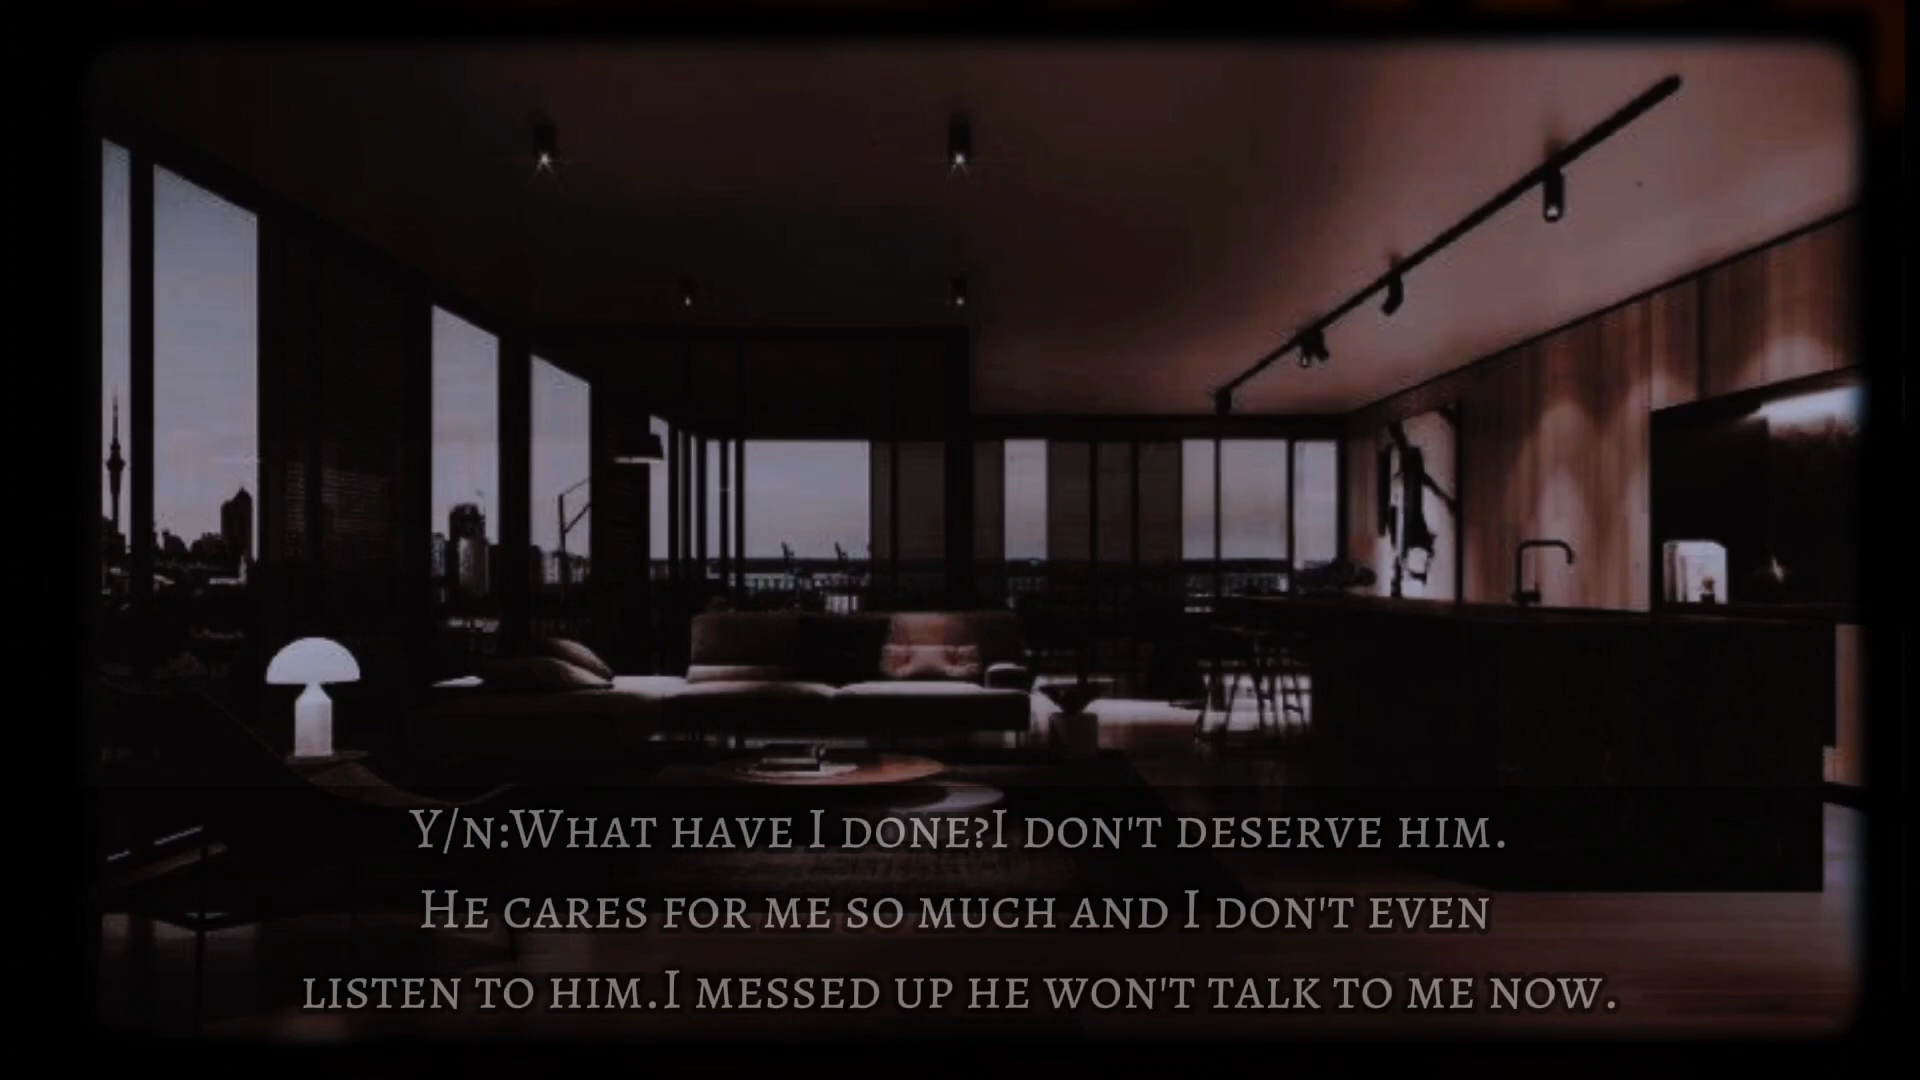 Y/n:What have I done?I don't deserve him.
He cares for me so much and I don't even
listen to him.I messed up he won't talk to me now.